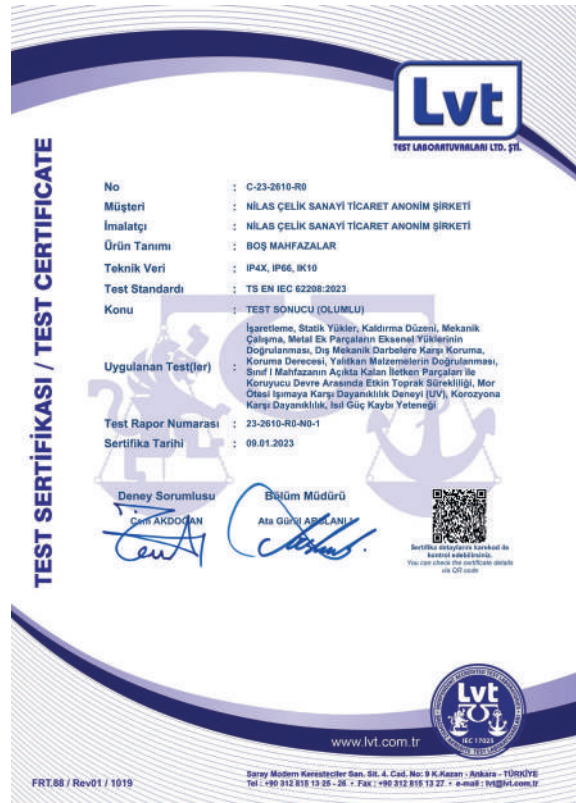 Lvt
TEST LABORATUVARLARI LTD. ŞTİ.
TEST SERTİFİKASI / TEST CERTIFICATE
No : C-23-2610-R0
Müşteri : NİLAS ÇELİK SANAYİ TİCARET ANONİM ŞİRKETİ
İmalatçı : NİLAS ÇELİK SANAYİ TİCARET ANONİM ŞİRKETİ
Ürün Tanımı : BOŞ MAHFAZALAR
Teknik Veri : IP4X, IP66, IK10
Test Standardı : TS EN IEC 62208:2023
Konu : TEST SONUCU (OLUMLU)
Uygulanan Test(ler) : İşaretleme, Statik Yükler, Kaldırma Düzeni, Mekanik
Çalışma, Metal Ek Parçaların Eksenel Yüklerinin
Doğrulanması, Dış Mekanik Darbelere Karşı Koruma,
Koruma Derecesi, Yalıtkan Malzemelerin Doğrulanması,
Sınıf I Mahfazanın Açıkta Kalan İletken Parçaları ile
Koruyucu Devre Arasında Etkin Toprak Sürekliliği, Mor
Ötesi Işımaya Karşı Dayanıklılık Deneyi (UV), Korozyona
Karşı Dayanıklılık, Isıl Güç Kaybı Yeteneği
Test Rapor Numarası : 23-2610-R0-N0-1
Sertifika Tarihi : 09.01.2023
Deney Sorumlusu
Cem AKDOĞAN
Bölüm Müdürü
Ata Gürol ARSLANLI
Sertifika detaylarını karekod ile
kontrol edebilirsiniz.
You can check the certificate details
via QR code
Lvt
IEC 17025
www.lvt.com.tr
FRT.88 / Rev01 / 1019
Saray Modern Keresteciler San. Sit. 4. Cad. No: 9 K.Kazan - Ankara - TÜRKİYE
Tel : +90 312 815 13 25 - 26 • Fax : +90 312 815 13 27 • e-mail : lvt@lvt.com.tr